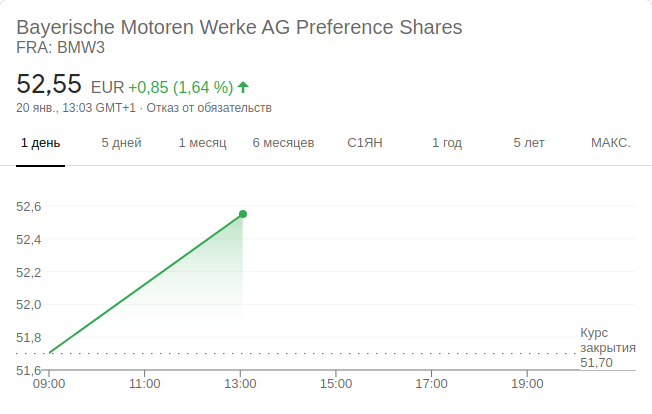 Bayerische Motoren Werke AG Preference Shares
FRA: BMW3
52,55 EUR +0,85 (1,64 %)
20 янв., 13:03 GMT+1 · Отказ от обязательств
1 день 5 дней 1 месяц 6 месяцев С1ЯН 1 год 5 лет МАКС.
52,6
52,4
52,2
52,0
51,8
51,6
Курс
закрытия
51,70
09:00 11:00 13:00 15:00 17:00 19:00